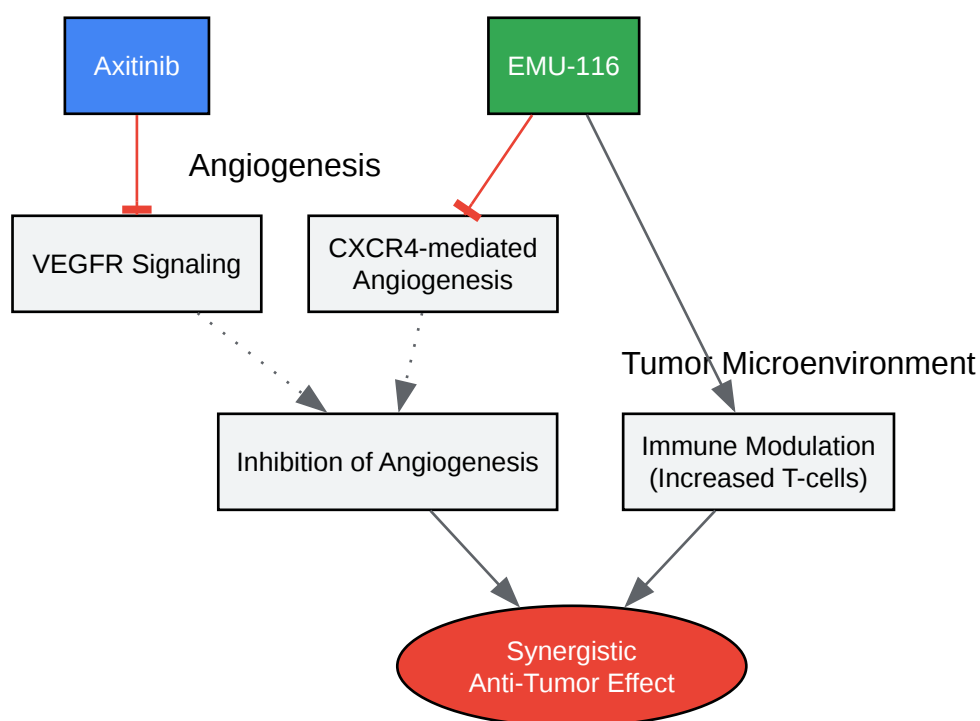 Axitinib
EMU-116
Angiogenesis
VEGFR Signaling
CXCR4-mediated
Angiogenesis
Tumor Microenvironment
Inhibition of Angiogenesis
Immune Modulation
(Increased T-cells)
Synergistic
Anti-Tumor Effect